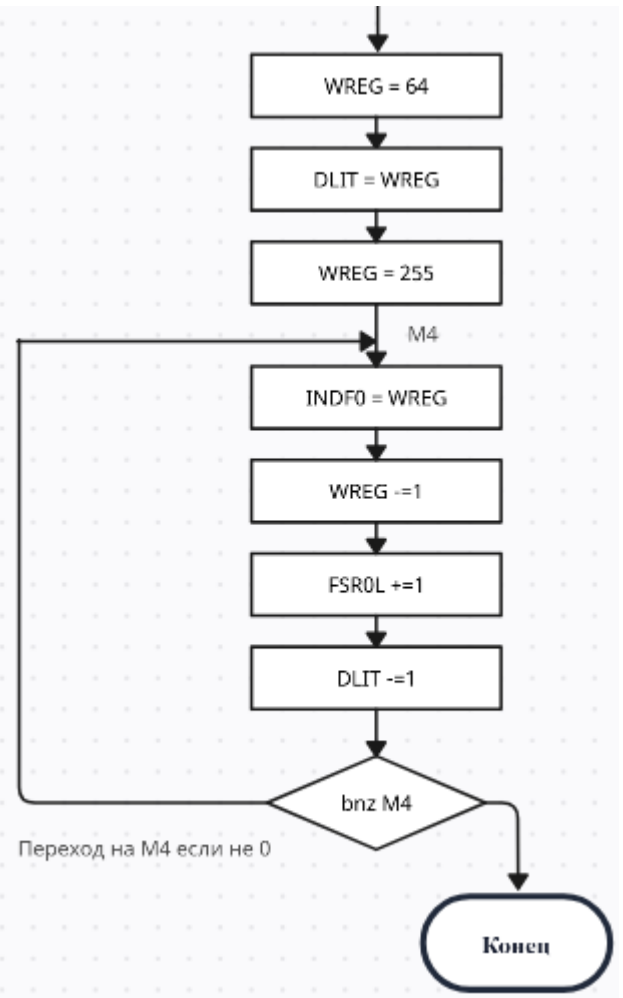 WREG = 64
DLIT = WREG
WREG = 255
M4
INDF0 = WREG
WREG -=1
FSR0L +=1
DLIT -=1
bnz M4
Переход на М4 если не 0
Конец